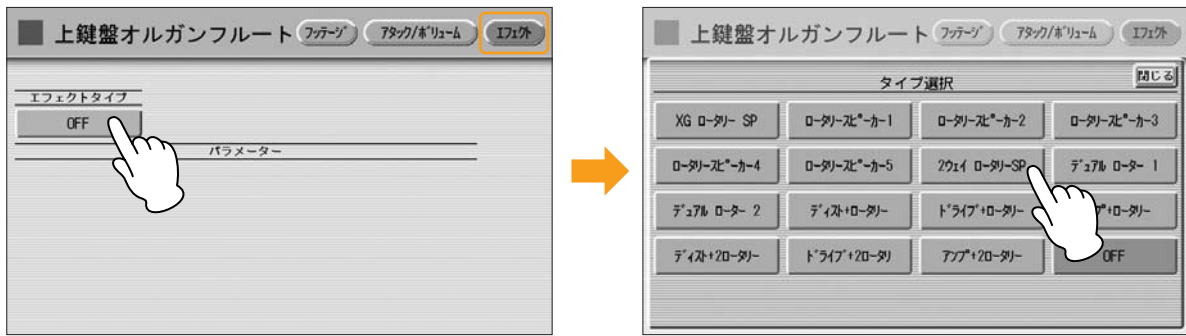 上鍵盤オルガンフルート フッテージ アタック/ボリューム エフェクト
エフェクトタイプ
OFF
パラメーター
上鍵盤オルガンフルート フッテージ アタック/ボリューム エフェクト
タイプ選択 閉じる
XG ロータリー SP ロータリースピーカー1 ロータリースピーカー2 ロータリースピーカー3
ロータリースピーカー4 ロータリースピーカー5 2ウェイ ロータリーSP デュアル ローター 1
デュアル ローター 2 ディスト+ロータリー ドライブ+ロータリー プ+ロータリー
ディスト+2ロータリー ドライブ+2ロータリ アンプ+2ロータリー OFF